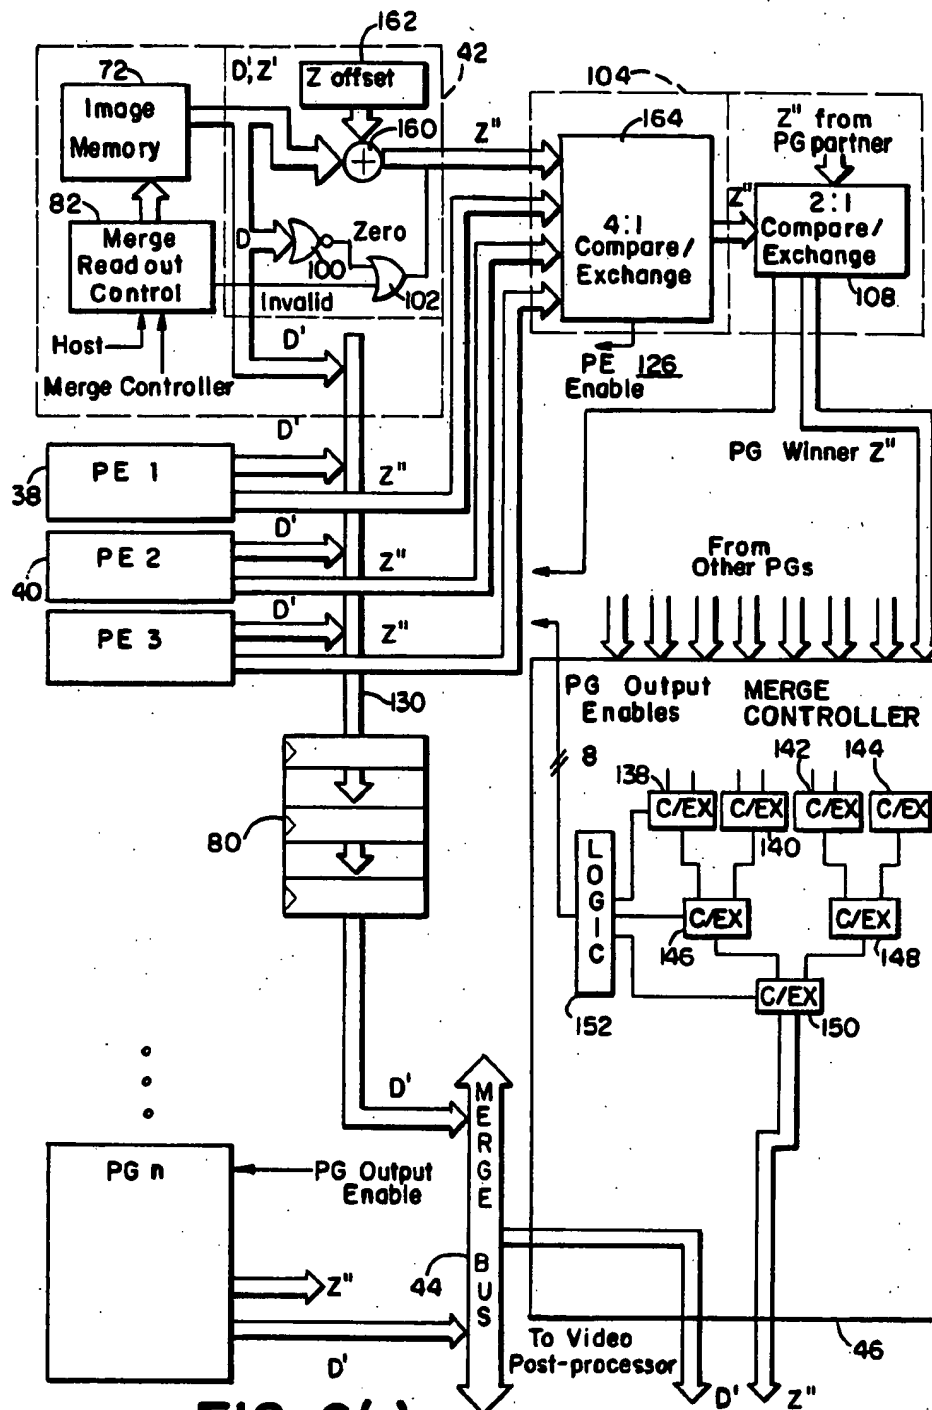 162
72
D', Z'
Z offset
42
Image
Memory
160
Z"
82
Merge
Readout
Control
D
100
Zero
102
Invalid
Host
Merge Controller
D'
104
164
4:1
Compare/
Exchange
PE
Enable
126
Z" from
PG partner
Z"
2:1
Compare/
Exchange
108
PG Winner Z"
D'
PE 1
38
Z"
D'
PE 2
40
Z"
D'
PE 3
Z"
130
80
From
Other PGs
PG Output
Enables
MERGE
CONTROLLER
8
138
142
144
C/EX
C/EX
C/EX
C/EX
140
LOGIC
152
C/EX
146
C/EX
148
C/EX
150
D'
MERGE BUS
44
PG n
PG Output
Enable
Z"
D'
To Video
Post-processor
46
D'
Z"